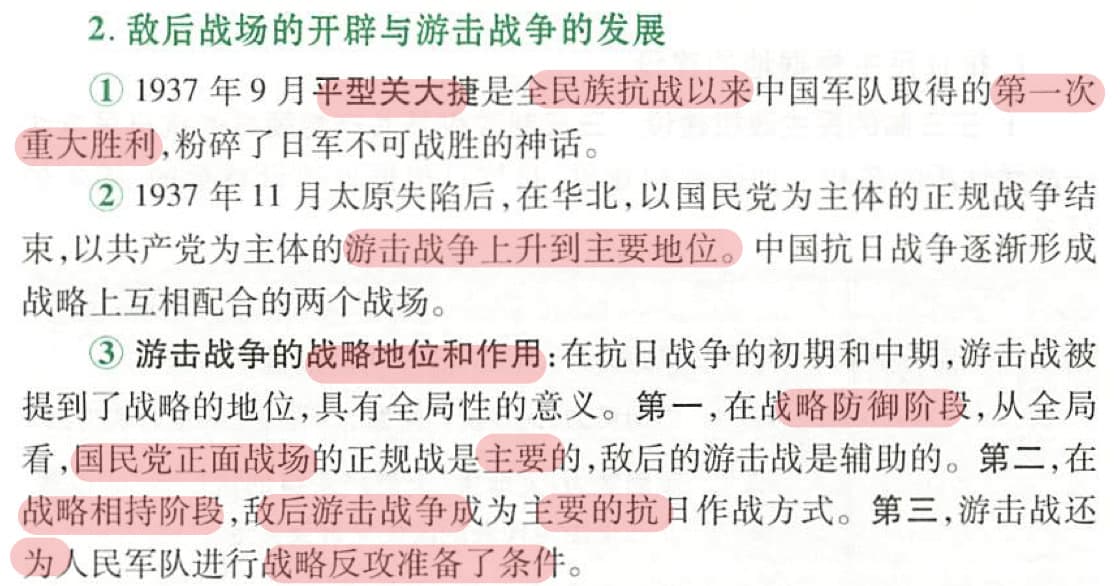 2. 敌后战场的开辟与游击战争的发展
① 1937 年 9 月平型关大捷是全民族抗战以来中国军队取得的第一次
重大胜利,粉碎了日军不可战胜的神话。
② 1937 年 11 月太原失陷后,在华北,以国民党为主体的正规战争结
束,以共产党为主体的游击战争上升到主要地位。中国抗日战争逐渐形成
战略上互相配合的两个战场。
③ 游击战争的战略地位和作用:在抗日战争的初期和中期,游击战被
提到了战略的地位,具有全局性的意义。第一,在战略防御阶段,从全局
看,国民党正面战场的正规战是主要的,敌后的游击战是辅助的。第二,在
战略相持阶段,敌后游击战争成为主要的抗日作战方式。第三,游击战还
为人民军队进行战略反攻准备了条件。